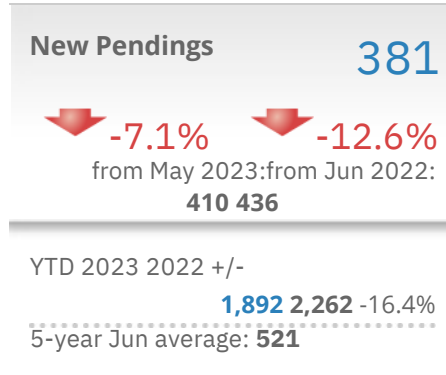 New Pendings 381
-7.1% -12.6%
from May 2023:from Jun 2022:
410 436
YTD 2023 2022 +/-
1,892 2,262 -16.4%
5-year Jun average: 521